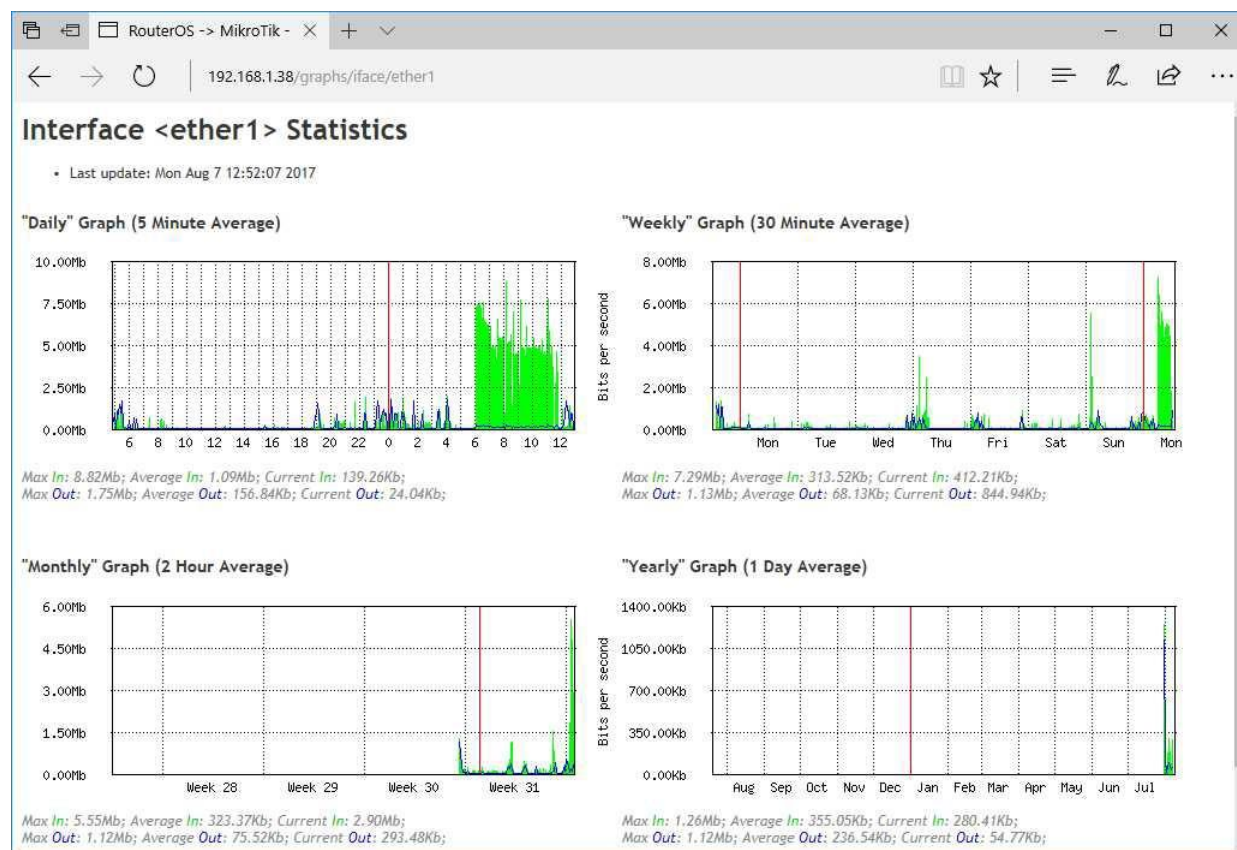 RouterOS -> MikroTik -
192.168.1.38/graphs/iface/ether1
Interface <ether1> Statistics
• Last update: Mon Aug 7 12:52:07 2017
"Daily" Graph (5 Minute Average)
10.00Mb
7.50Mb
5.00Mb
2.50Mb
0.00Mb
6 8 10 12 14 16 18 20 22 0 2 4 6 8 10 12
Max In: 8.82Mb; Average In: 1.09Mb; Current In: 139.26Kb;
Max Out: 1.75Mb; Average Out: 156.84Kb; Current Out: 24.04Kb;
"Weekly" Graph (30 Minute Average)
Bits per second
8.00Mb
6.00Mb
4.00Mb
2.00Mb
0.00Mb
Mon Tue Wed Thu Fri Sat Sun Mon
Max In: 7.29Mb; Average In: 313.52Kb; Current In: 412.21Kb;
Max Out: 1.13Mb; Average Out: 68.13Kb; Current Out: 844.94Kb;
"Monthly" Graph (2 Hour Average)
6.00Mb
4.50Mb
3.00Mb
1.50Mb
0.00Mb
Week 28 Week 29 Week 30 Week 31
Max In: 5.55Mb; Average In: 323.37Kb; Current In: 2.90Mb;
Max Out: 1.12Mb; Average Out: 75.52Kb; Current Out: 293.48Kb;
"Yearly" Graph (1 Day Average)
Bits per second
1400.00Kb
1050.00Kb
700.00Kb
350.00Kb
0.00Kb
Aug Sep Oct Nov Dec Jan Feb Mar Apr May Jun Jul
Max In: 1.26Mb; Average In: 355.05Kb; Current In: 280.41Kb;
Max Out: 1.12Mb; Average Out: 236.54Kb; Current Out: 54.77Kb;